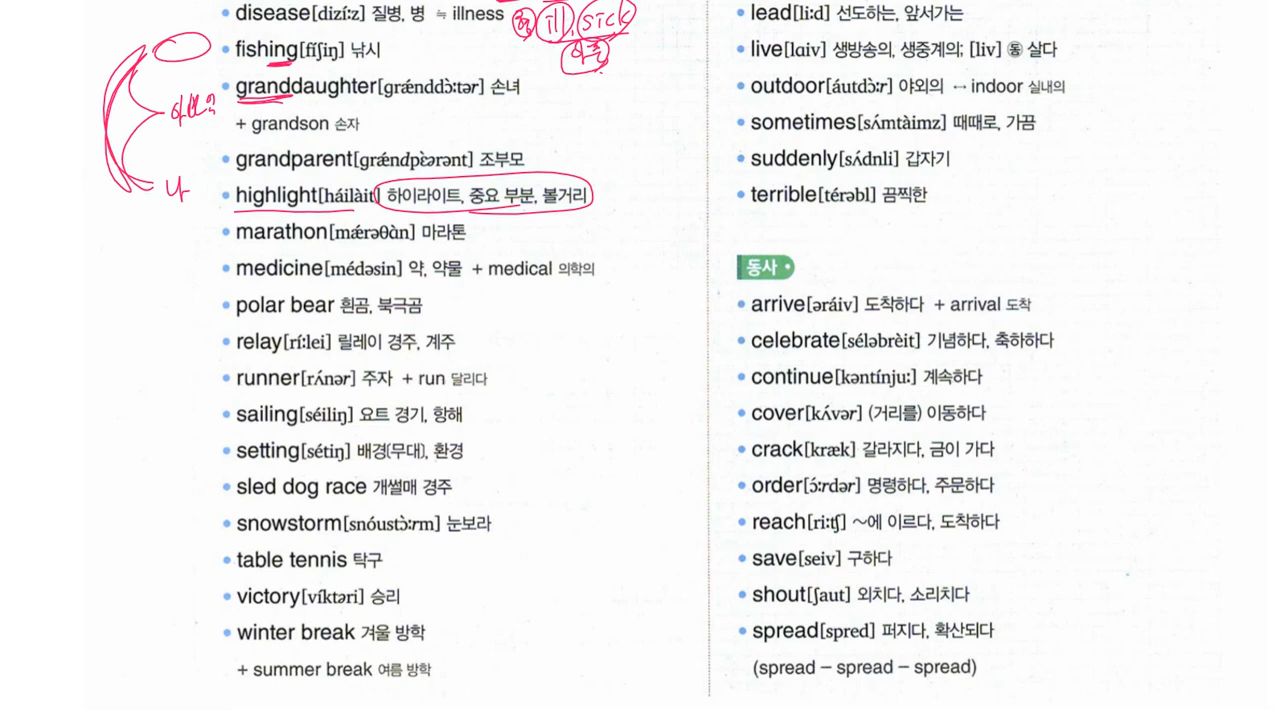 disease[dizíːz] 질병, 병 ≒ illness
형 ill, sick
아픈
fishing[fíʃiŋ] 낚시
granddaughter[grǽnddɔ̀ːtər] 손녀
+ grandson 손자
grandparent[grǽndpɛ̀ərənt] 조부모
나
highlight[háilàit] 하이라이트, 중요 부분, 볼거리
marathon[mǽrəθὰn] 마라톤
medicine[médəsin] 약, 약물 + medical 의학의
polar bear 흰곰, 북극곰
relay[ríːlei] 릴레이 경주, 계주
runner[rʌ́nər] 주자 + run 달리다
sailing[séiliŋ] 요트 경기, 항해
setting[sétiŋ] 배경(무대), 환경
sled dog race 개썰매 경주
snowstorm[snóustɔ̀ːrm] 눈보라
table tennis 탁구
victory[víktəri] 승리
winter break 겨울 방학
+ summer break 여름 방학
lead[liːd] 선도하는, 앞서가는
live[laiv] 생방송의, 생중계의; [liv] 동 살다
outdoor[áutdɔ̀ːr] 야외의 ↔ indoor 실내의
sometimes[sʌ́mtàimz] 때때로, 가끔
suddenly[sʌ́dnli] 갑자기
terrible[térəbl] 끔찍한
동사
arrive[əráiv] 도착하다 + arrival 도착
celebrate[séləbrèit] 기념하다, 축하하다
continue[kəntínjuː] 계속하다
cover[kʌ́vər] (거리를) 이동하다
crack[kræk] 갈라지다, 금이 가다
order[ɔ́ːrdər] 명령하다, 주문하다
reach[riːtʃ] ~에 이르다, 도착하다
save[seiv] 구하다
shout[ʃaut] 외치다, 소리치다
spread[spred] 퍼지다, 확산되다
(spread – spread – spread)